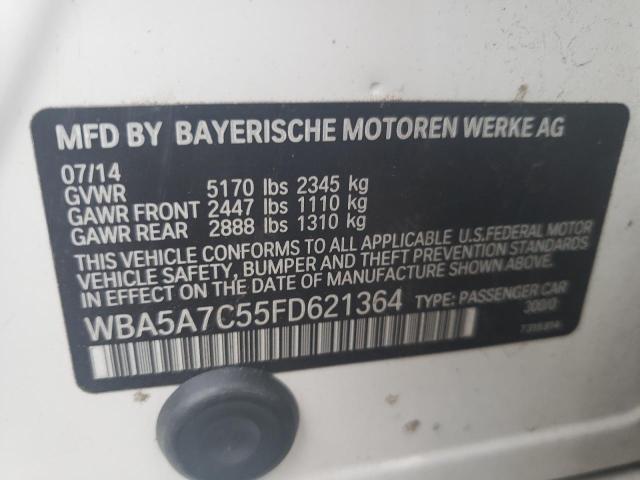 MFD BY BAYERISCHE MOTOREN WERKE AG
07/14
GVWR 5170 lbs 2345 kg
GAWR FRONT 2447 lbs 1110 kg
GAWR REAR 2888 lbs 1310 kg
THIS VEHICLE CONFORMS TO ALL APPLICABLE U.S.FEDERAL MOTOR
VEHICLE SAFETY, BUMPER AND THEFT PREVENTION STANDARDS
IN EFFECT ON THE DATE OF MANUFACTURE SHOWN ABOVE.
WBA5A7C55FD621364 TYPE: PASSENGER CAR